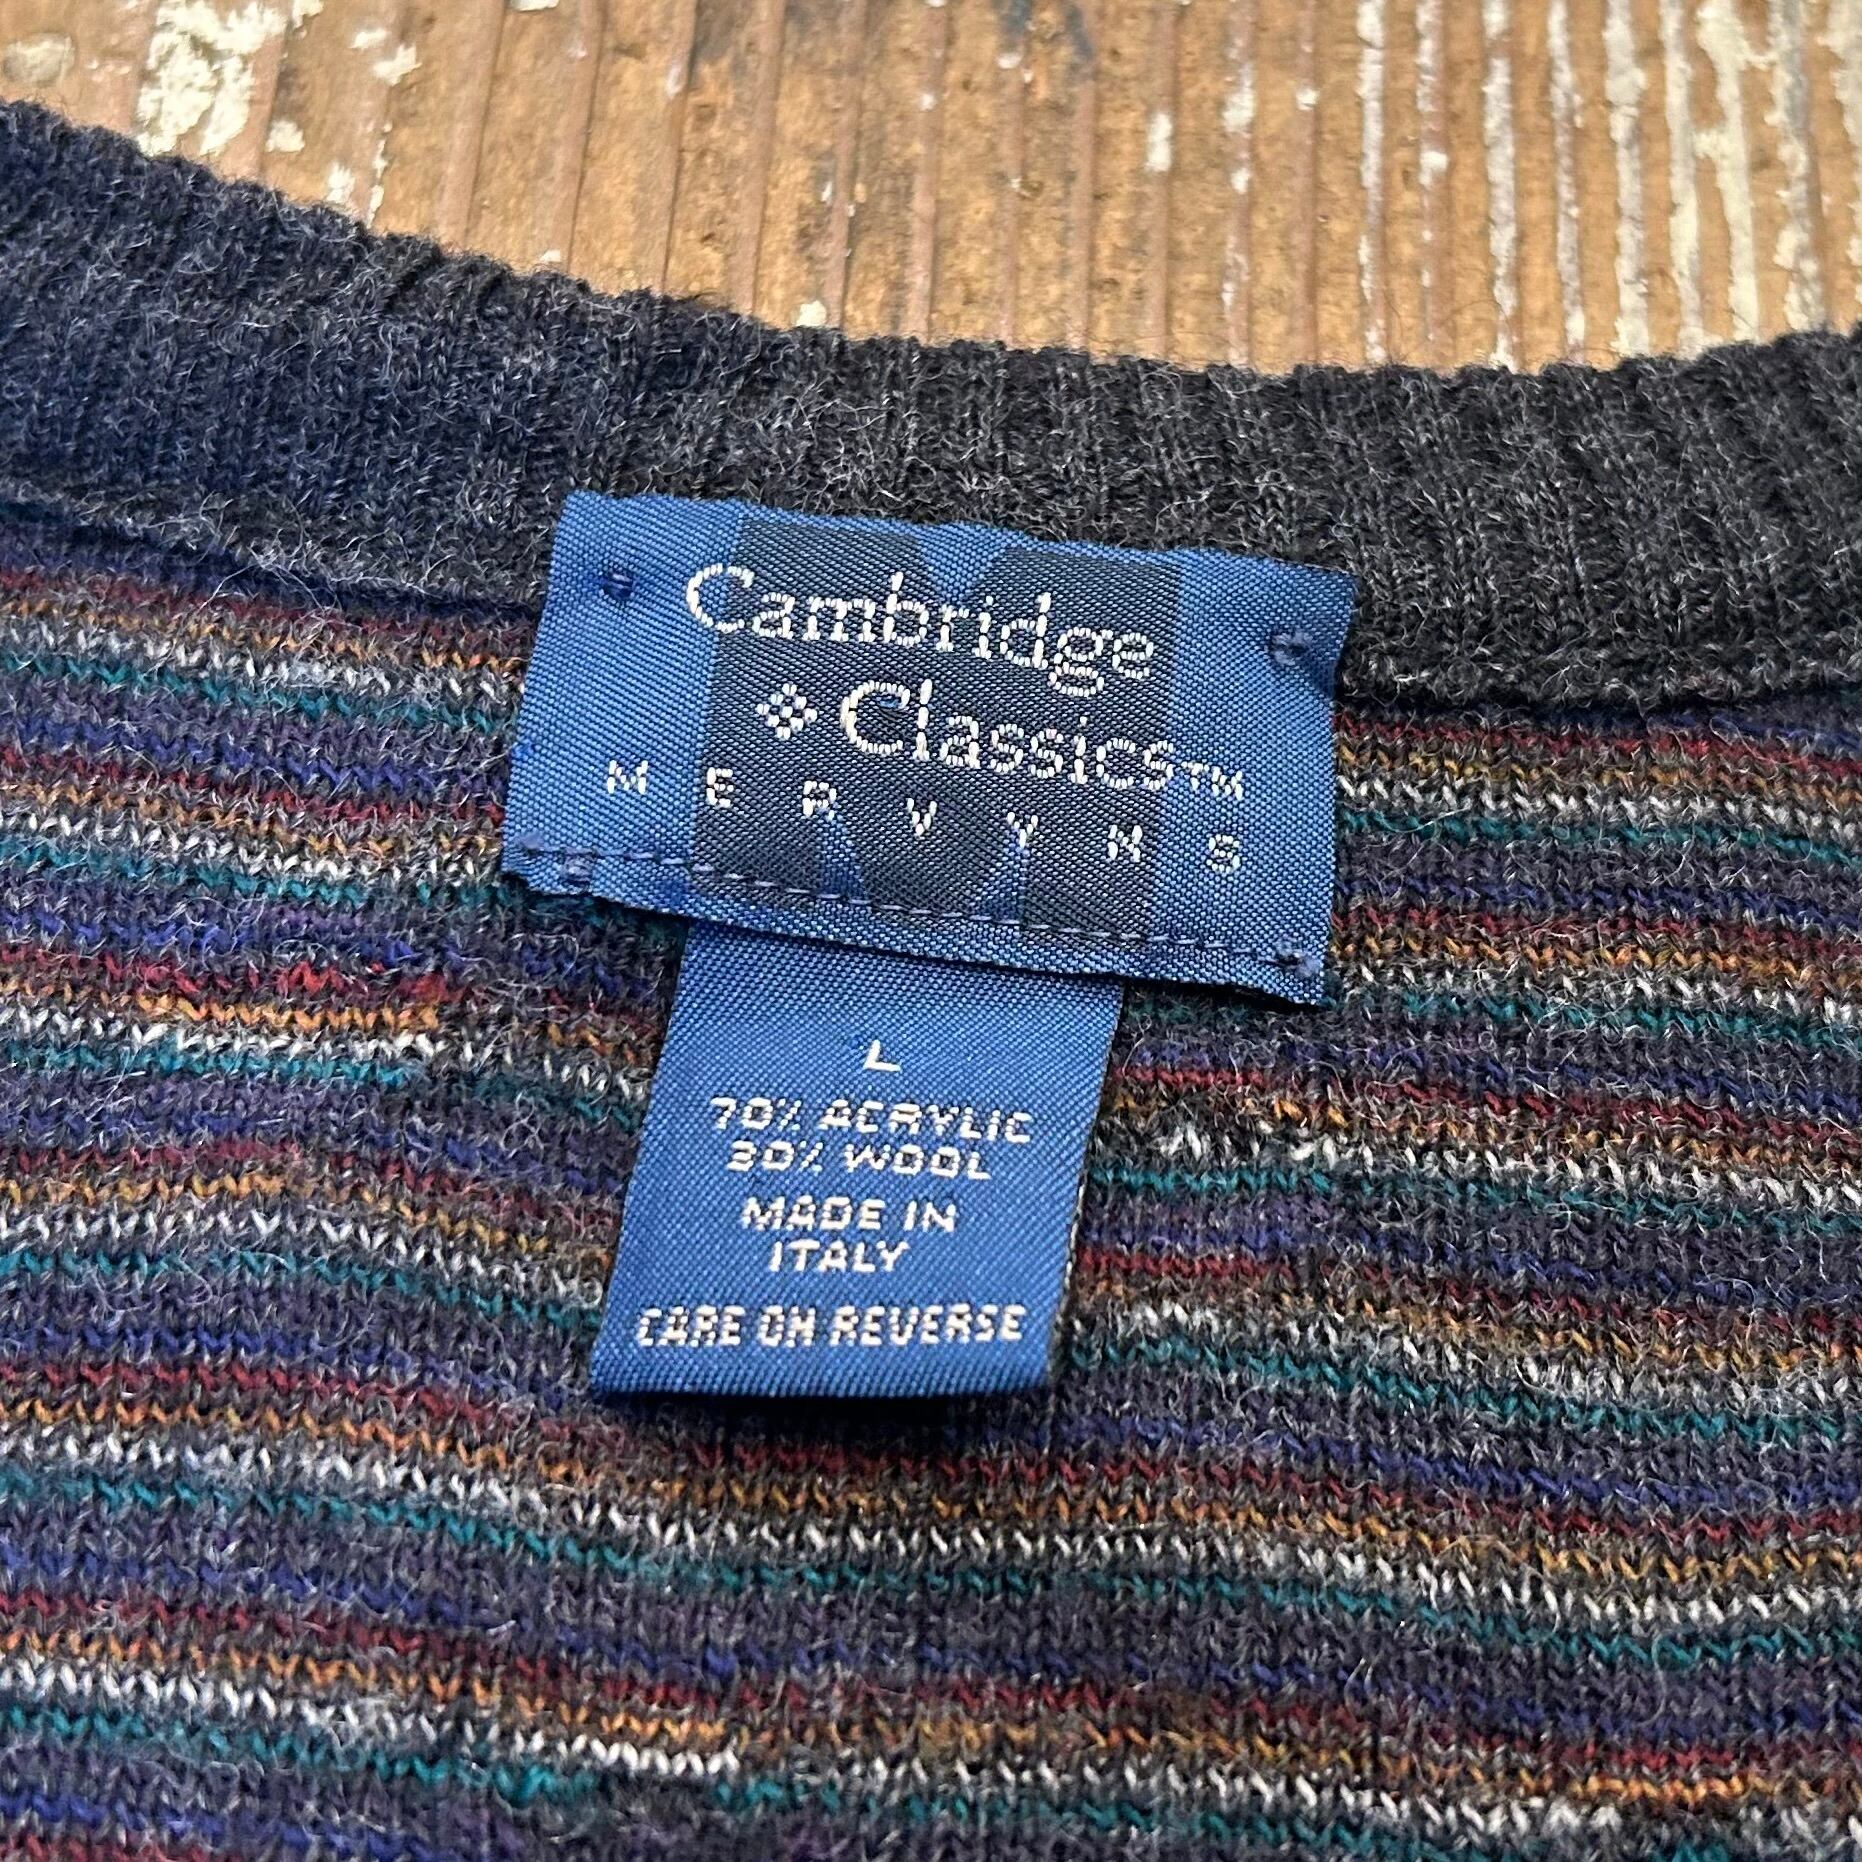 Cambridge
Classics™
MERVYNS
L
70% ACRYLIC
30% WOOL
MADE IN
ITALY
CARE ON REVERSE